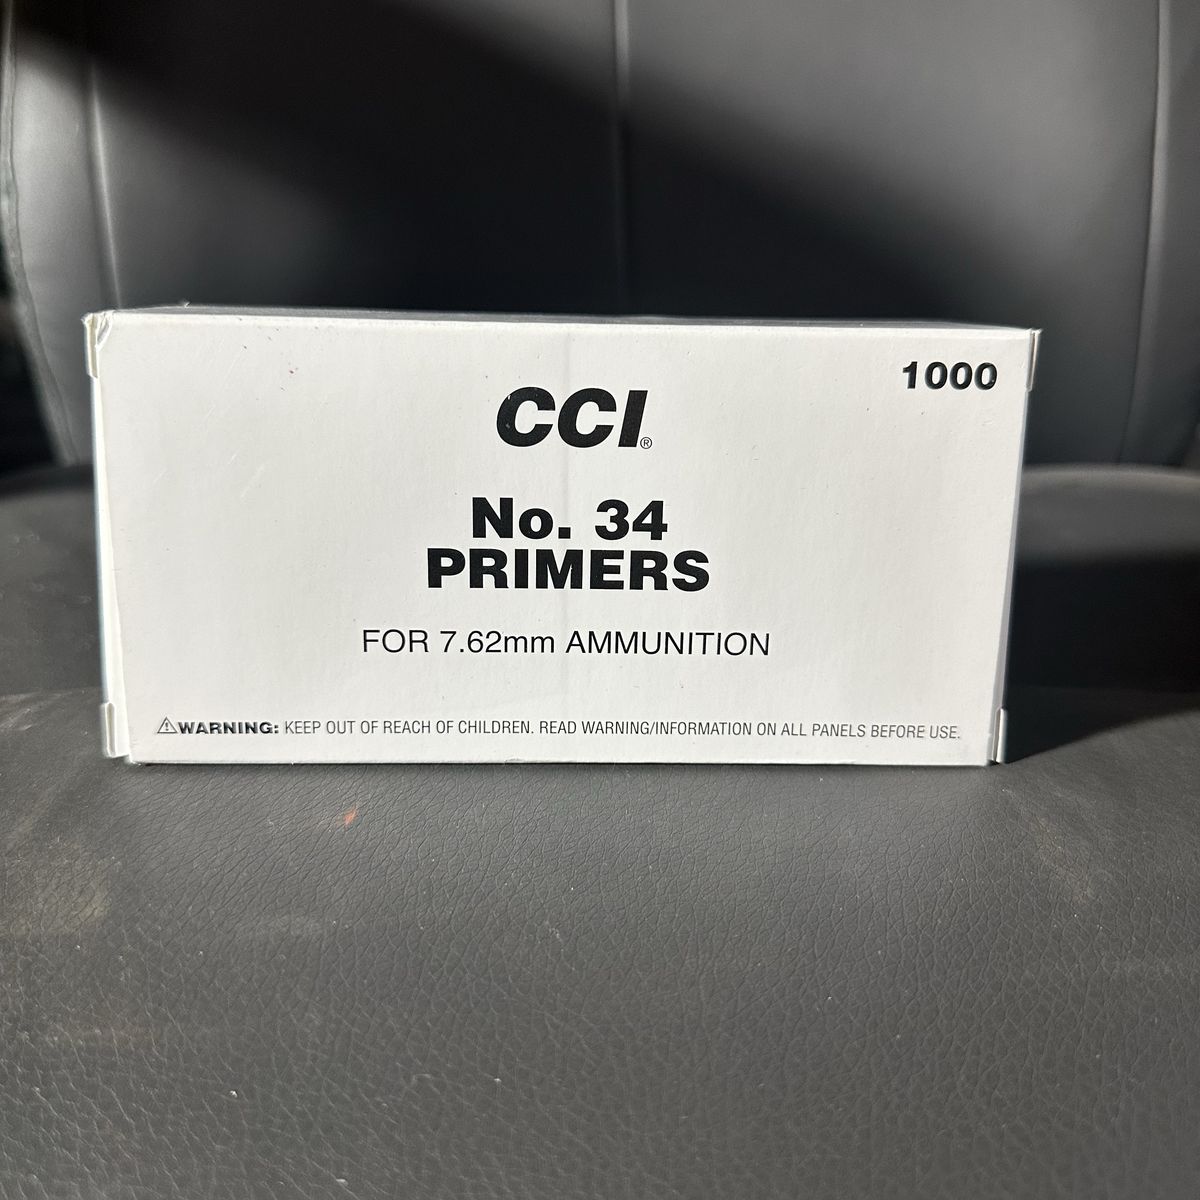 1000
CCI®
No. 34
PRIMERS
FOR 7.62mm AMMUNITION
⚠WARNING: KEEP OUT OF REACH OF CHILDREN. READ WARNING/INFORMATION ON ALL PANELS BEFORE USE.